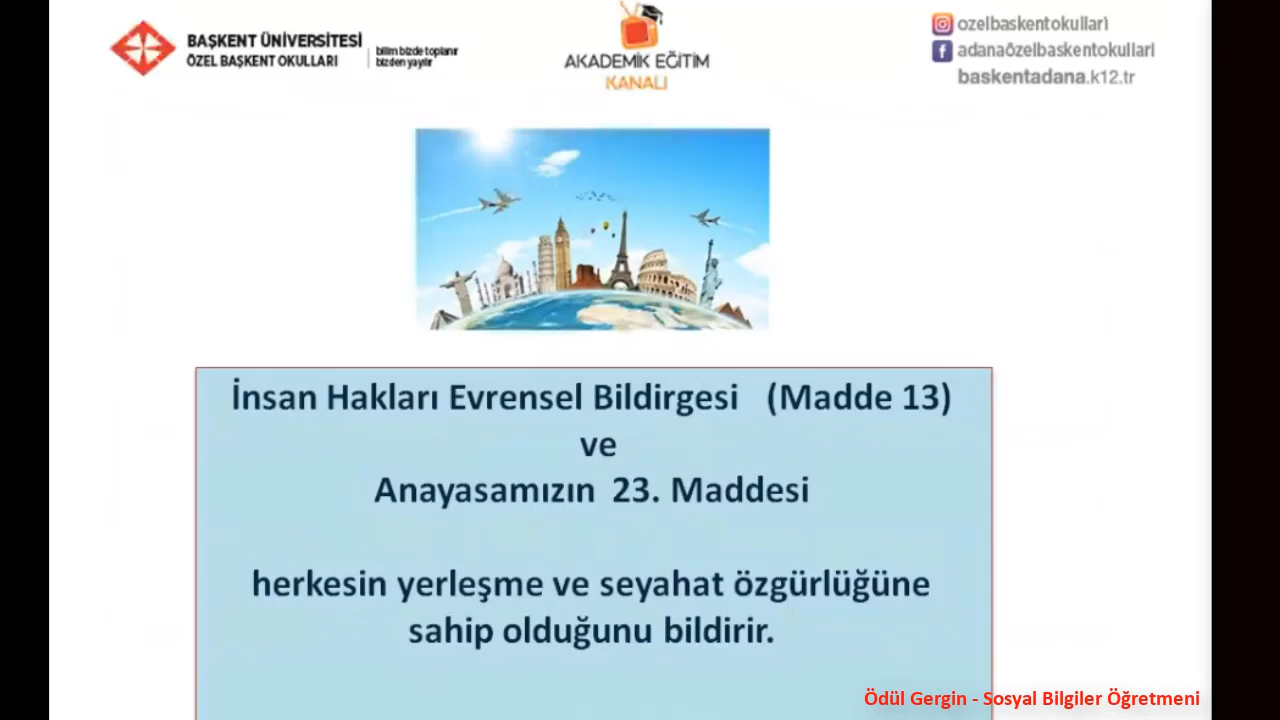 BAŞKENT ÜNİVERSİTESİ
ÖZEL BAŞKENT OKULLARI
bilim bizde toplanır
bizden yayılır
AKADEMİK EĞİTİM
KANALI
ozelbaskentokullari
adanaözelbaskentokullari
baskentadana.k12.tr
İnsan Hakları Evrensel Bildirgesi (Madde 13)
ve
Anayasamızın 23. Maddesi
herkesin yerleşme ve seyahat özgürlüğüne
sahip olduğunu bildirir.
Ödül Gergin - Sosyal Bilgiler Öğretmeni